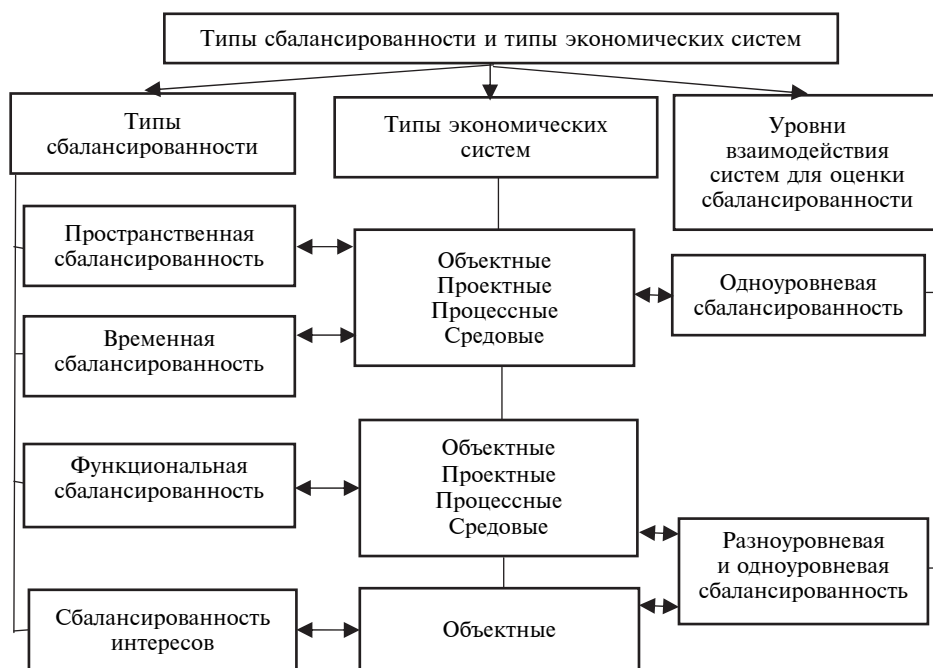 Типы сбалансированности и типы экономических систем
Типы
сбалансированности
Типы экономических
систем
Уровни
взаимодействия
систем для оценки
сбалансированности
Пространственная
сбалансированность
Объектные
Проектные
Процессные
Средовые
Одноуровневая
сбалансированность
Временная
сбалансированность
Функциональная
сбалансированность
Объектные
Проектные
Процессные
Средовые
Разноуровневая
и одноуровневая
сбалансированность
Сбалансированность
интересов
Объектные